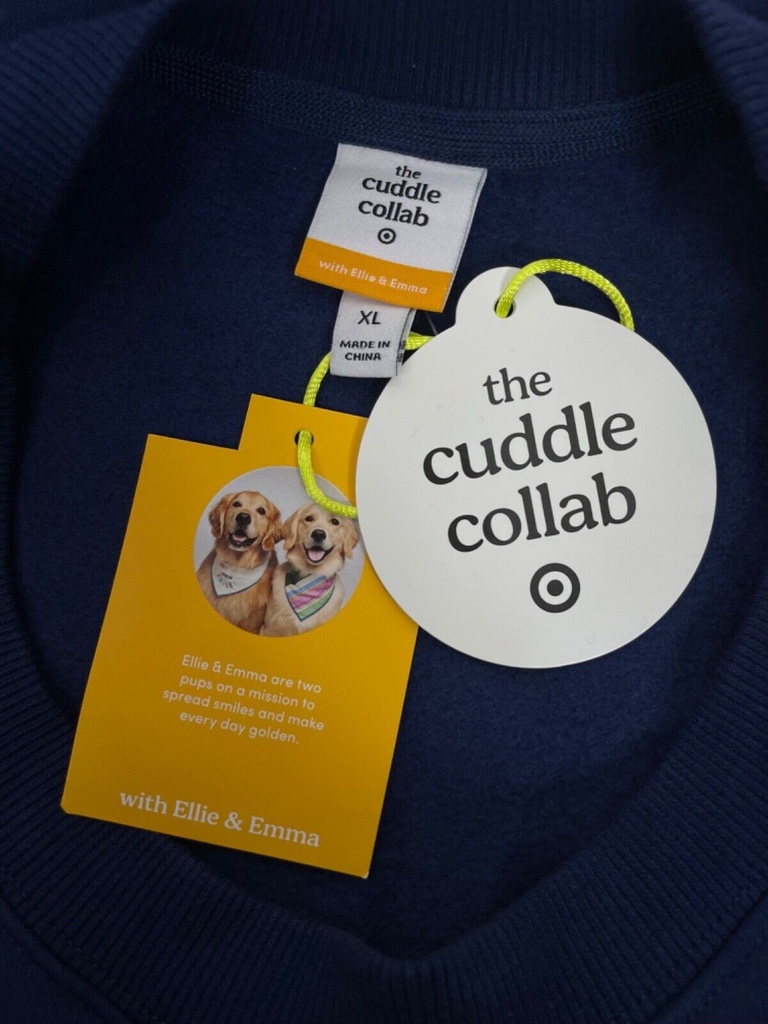 the
cuddle
collab
with Ellie & Emma
XL
MADE IN
CHINA
the
cuddle
collab
Ellie & Emma are two
pups on a mission to
spread smiles and make
every day golden.
with Ellie & Emma